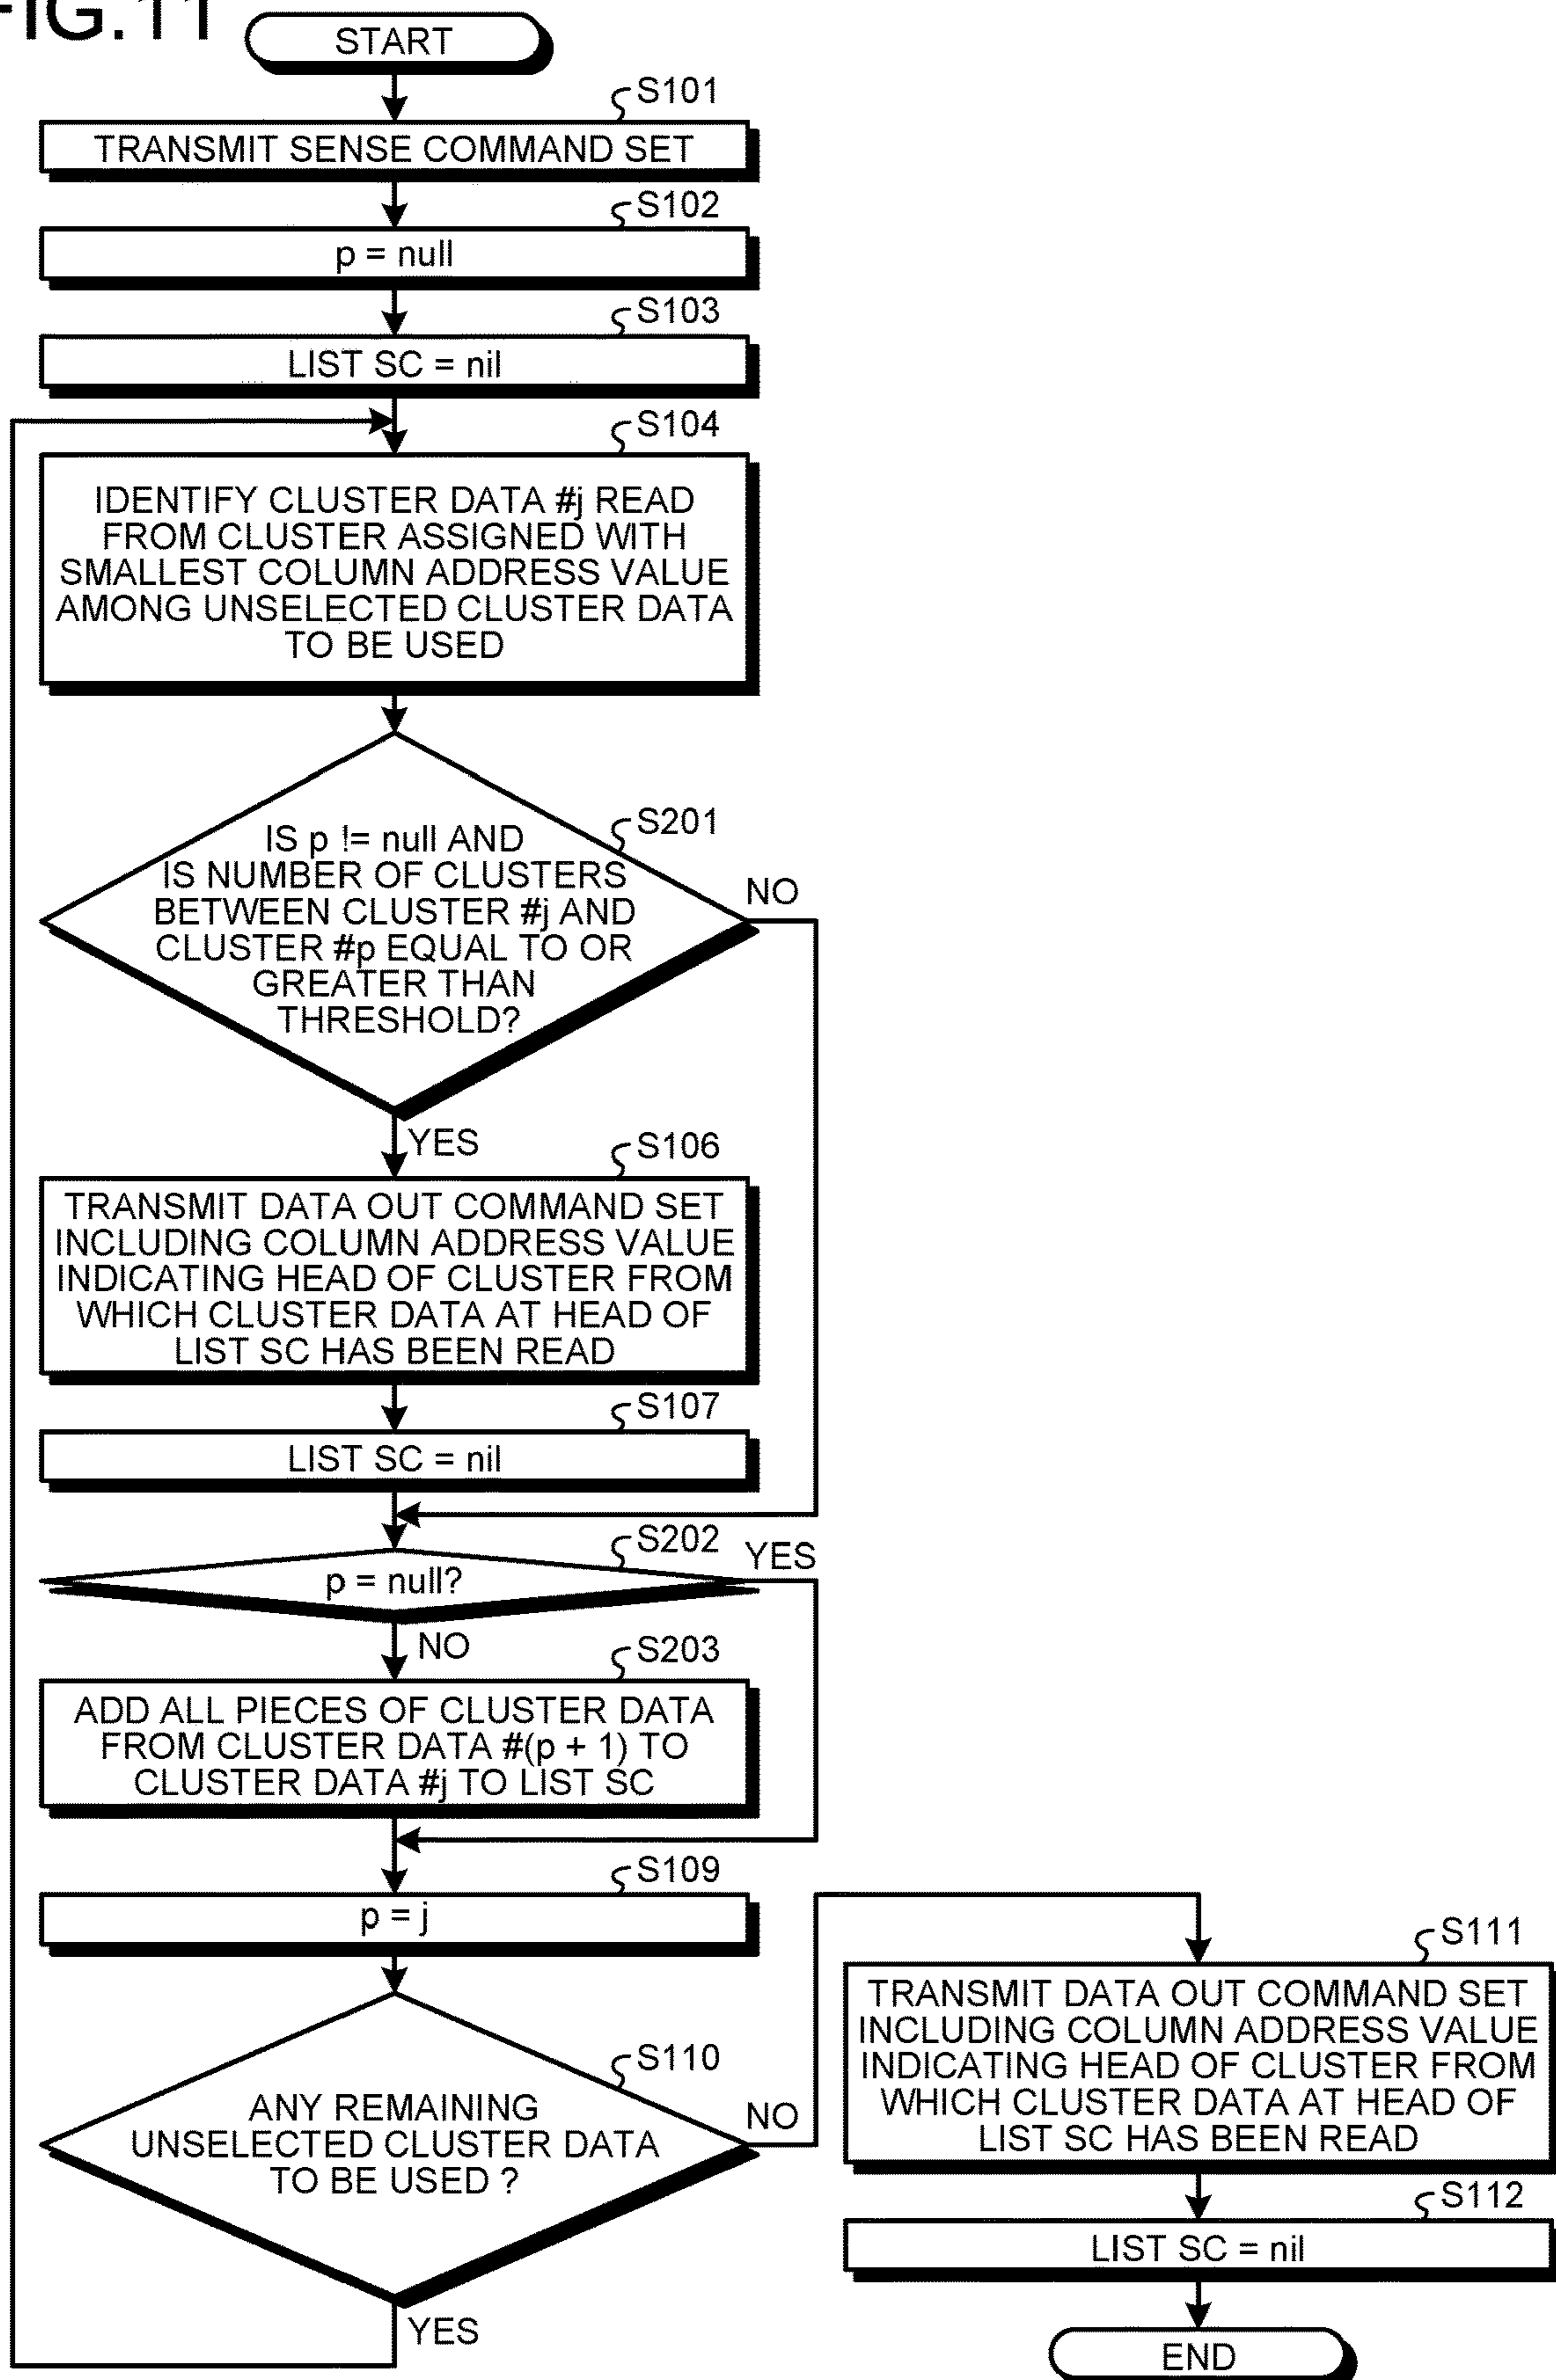 FIG.11
START
S101
TRANSMIT SENSE COMMAND SET
S102
p = null
S103
LIST SC = nil
S104
IDENTIFY CLUSTER DATA #j READ
FROM CLUSTER ASSIGNED WITH
SMALLEST COLUMN ADDRESS VALUE
AMONG UNSELECTED CLUSTER DATA
TO BE USED
S201
IS p != null AND
IS NUMBER OF CLUSTERS
BETWEEN CLUSTER #j AND
CLUSTER #p EQUAL TO OR
GREATER THAN
THRESHOLD?
NO
YES
S106
TRANSMIT DATA OUT COMMAND SET
INCLUDING COLUMN ADDRESS VALUE
INDICATING HEAD OF CLUSTER FROM
WHICH CLUSTER DATA AT HEAD OF
LIST SC HAS BEEN READ
S107
LIST SC = nil
S202
p = null?
YES
NO
S203
ADD ALL PIECES OF CLUSTER DATA
FROM CLUSTER DATA #(p + 1) TO
CLUSTER DATA #j TO LIST SC
S109
p = j
S110
ANY REMAINING
UNSELECTED CLUSTER DATA
TO BE USED ?
NO
YES
S111
TRANSMIT DATA OUT COMMAND SET
INCLUDING COLUMN ADDRESS VALUE
INDICATING HEAD OF CLUSTER FROM
WHICH CLUSTER DATA AT HEAD OF
LIST SC HAS BEEN READ
S112
LIST SC = nil
END